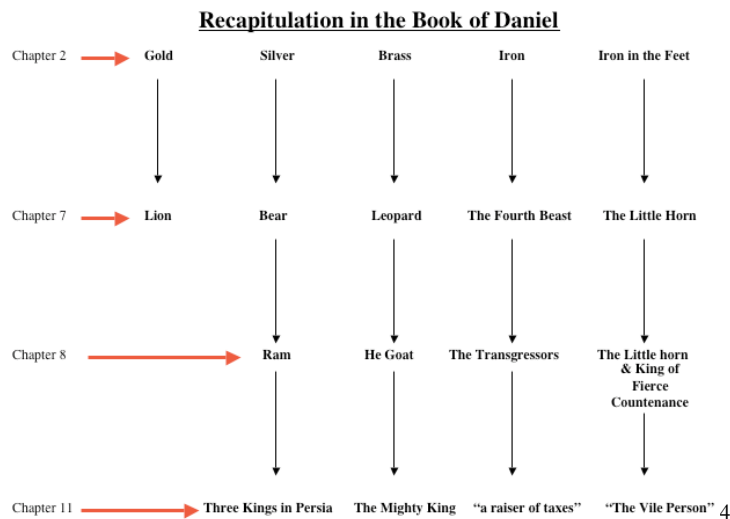 Recapitulation in the Book of Daniel
Chapter 2 Gold Silver Brass Iron Iron in the Feet
Chapter 7 Lion Bear Leopard The Fourth Beast The Little Horn
Chapter 8 Ram He Goat The Transgressors The Little horn
& King of
Fierce
Countenance
Chapter 11 Three Kings in Persia The Mighty King “a raiser of taxes” “The Vile Person” 4